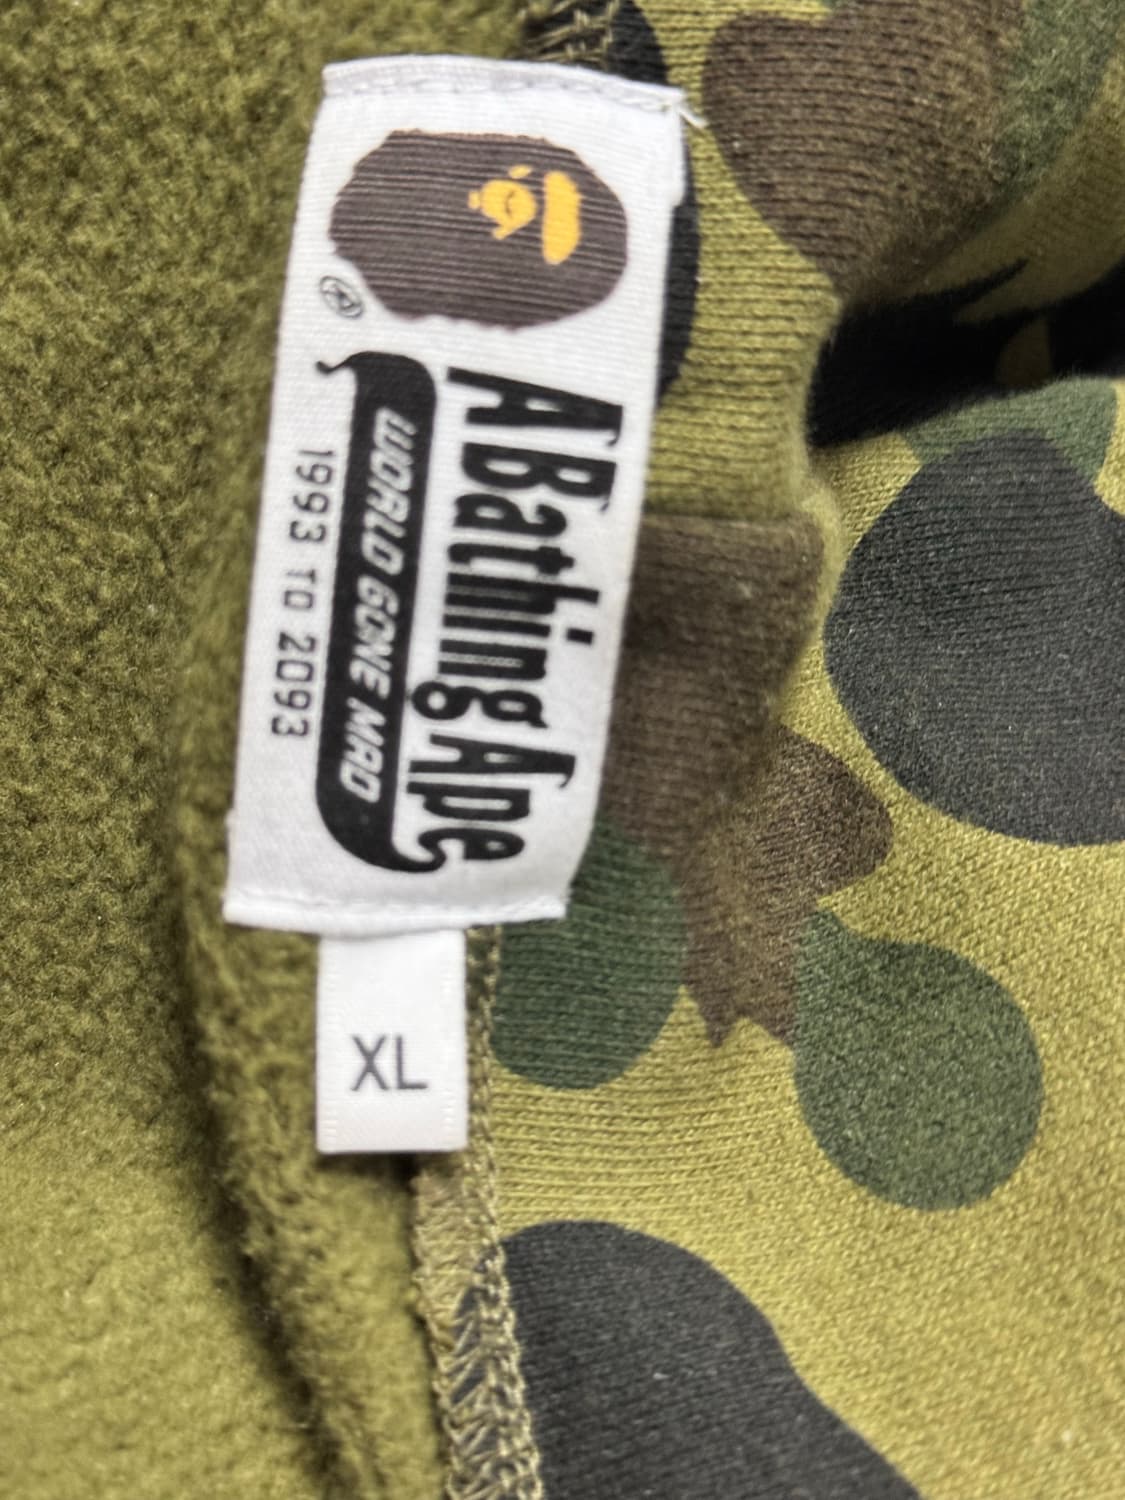 ®
A Bathing Ape
WORLD GONE MAD
1993 TO 2093
XL